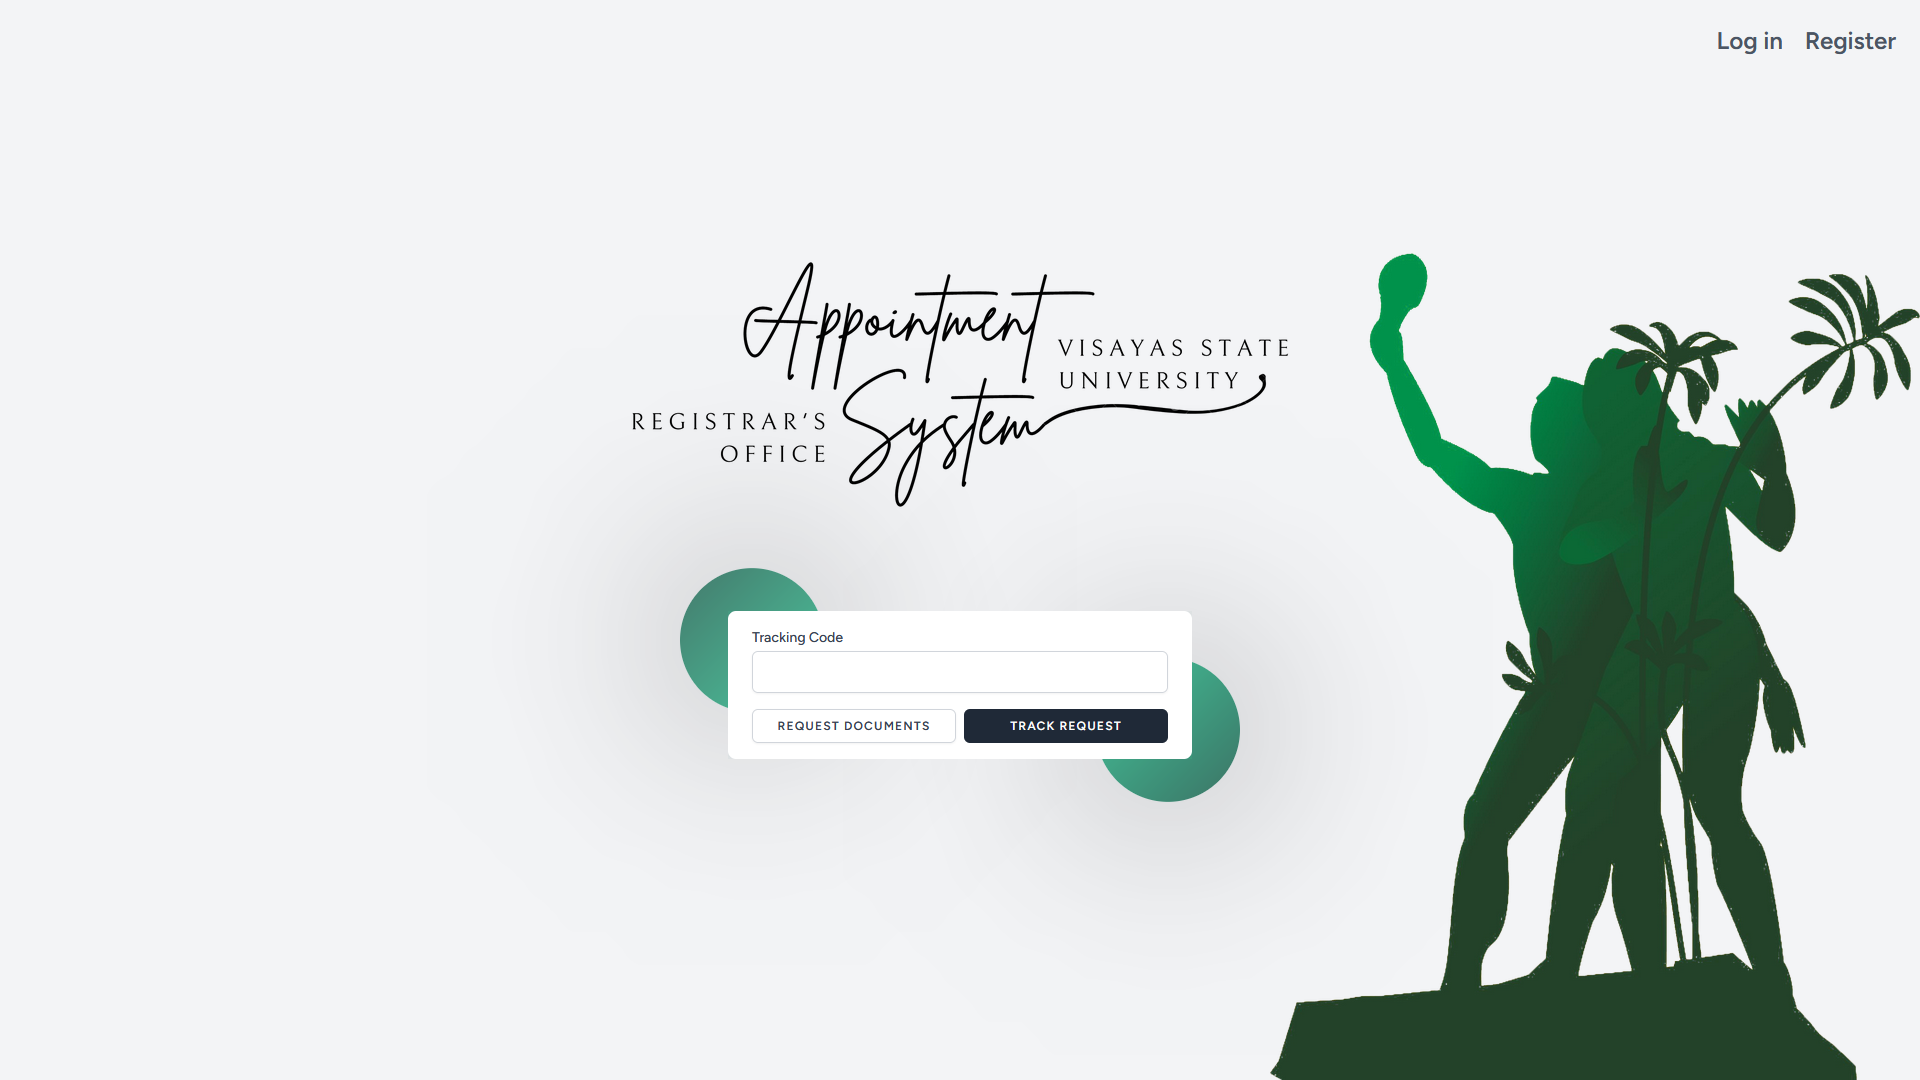 Log in Register
Appointment
VISAYAS STATE
UNIVERSITY
REGISTRAR'S
OFFICE
System
Tracking Code
REQUEST DOCUMENTS TRACK REQUEST